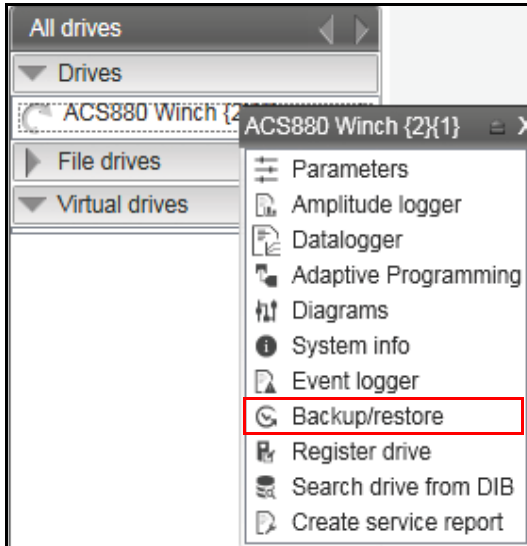 All drives
Drives
ACS880 Winch {2
ACS880 Winch {2}{1}
X
File drives
Virtual drives
Parameters
Amplitude logger
Datalogger
Adaptive Programming
Diagrams
System info
Event logger
Backup/restore
Register drive
Search drive from DIB
Create service report